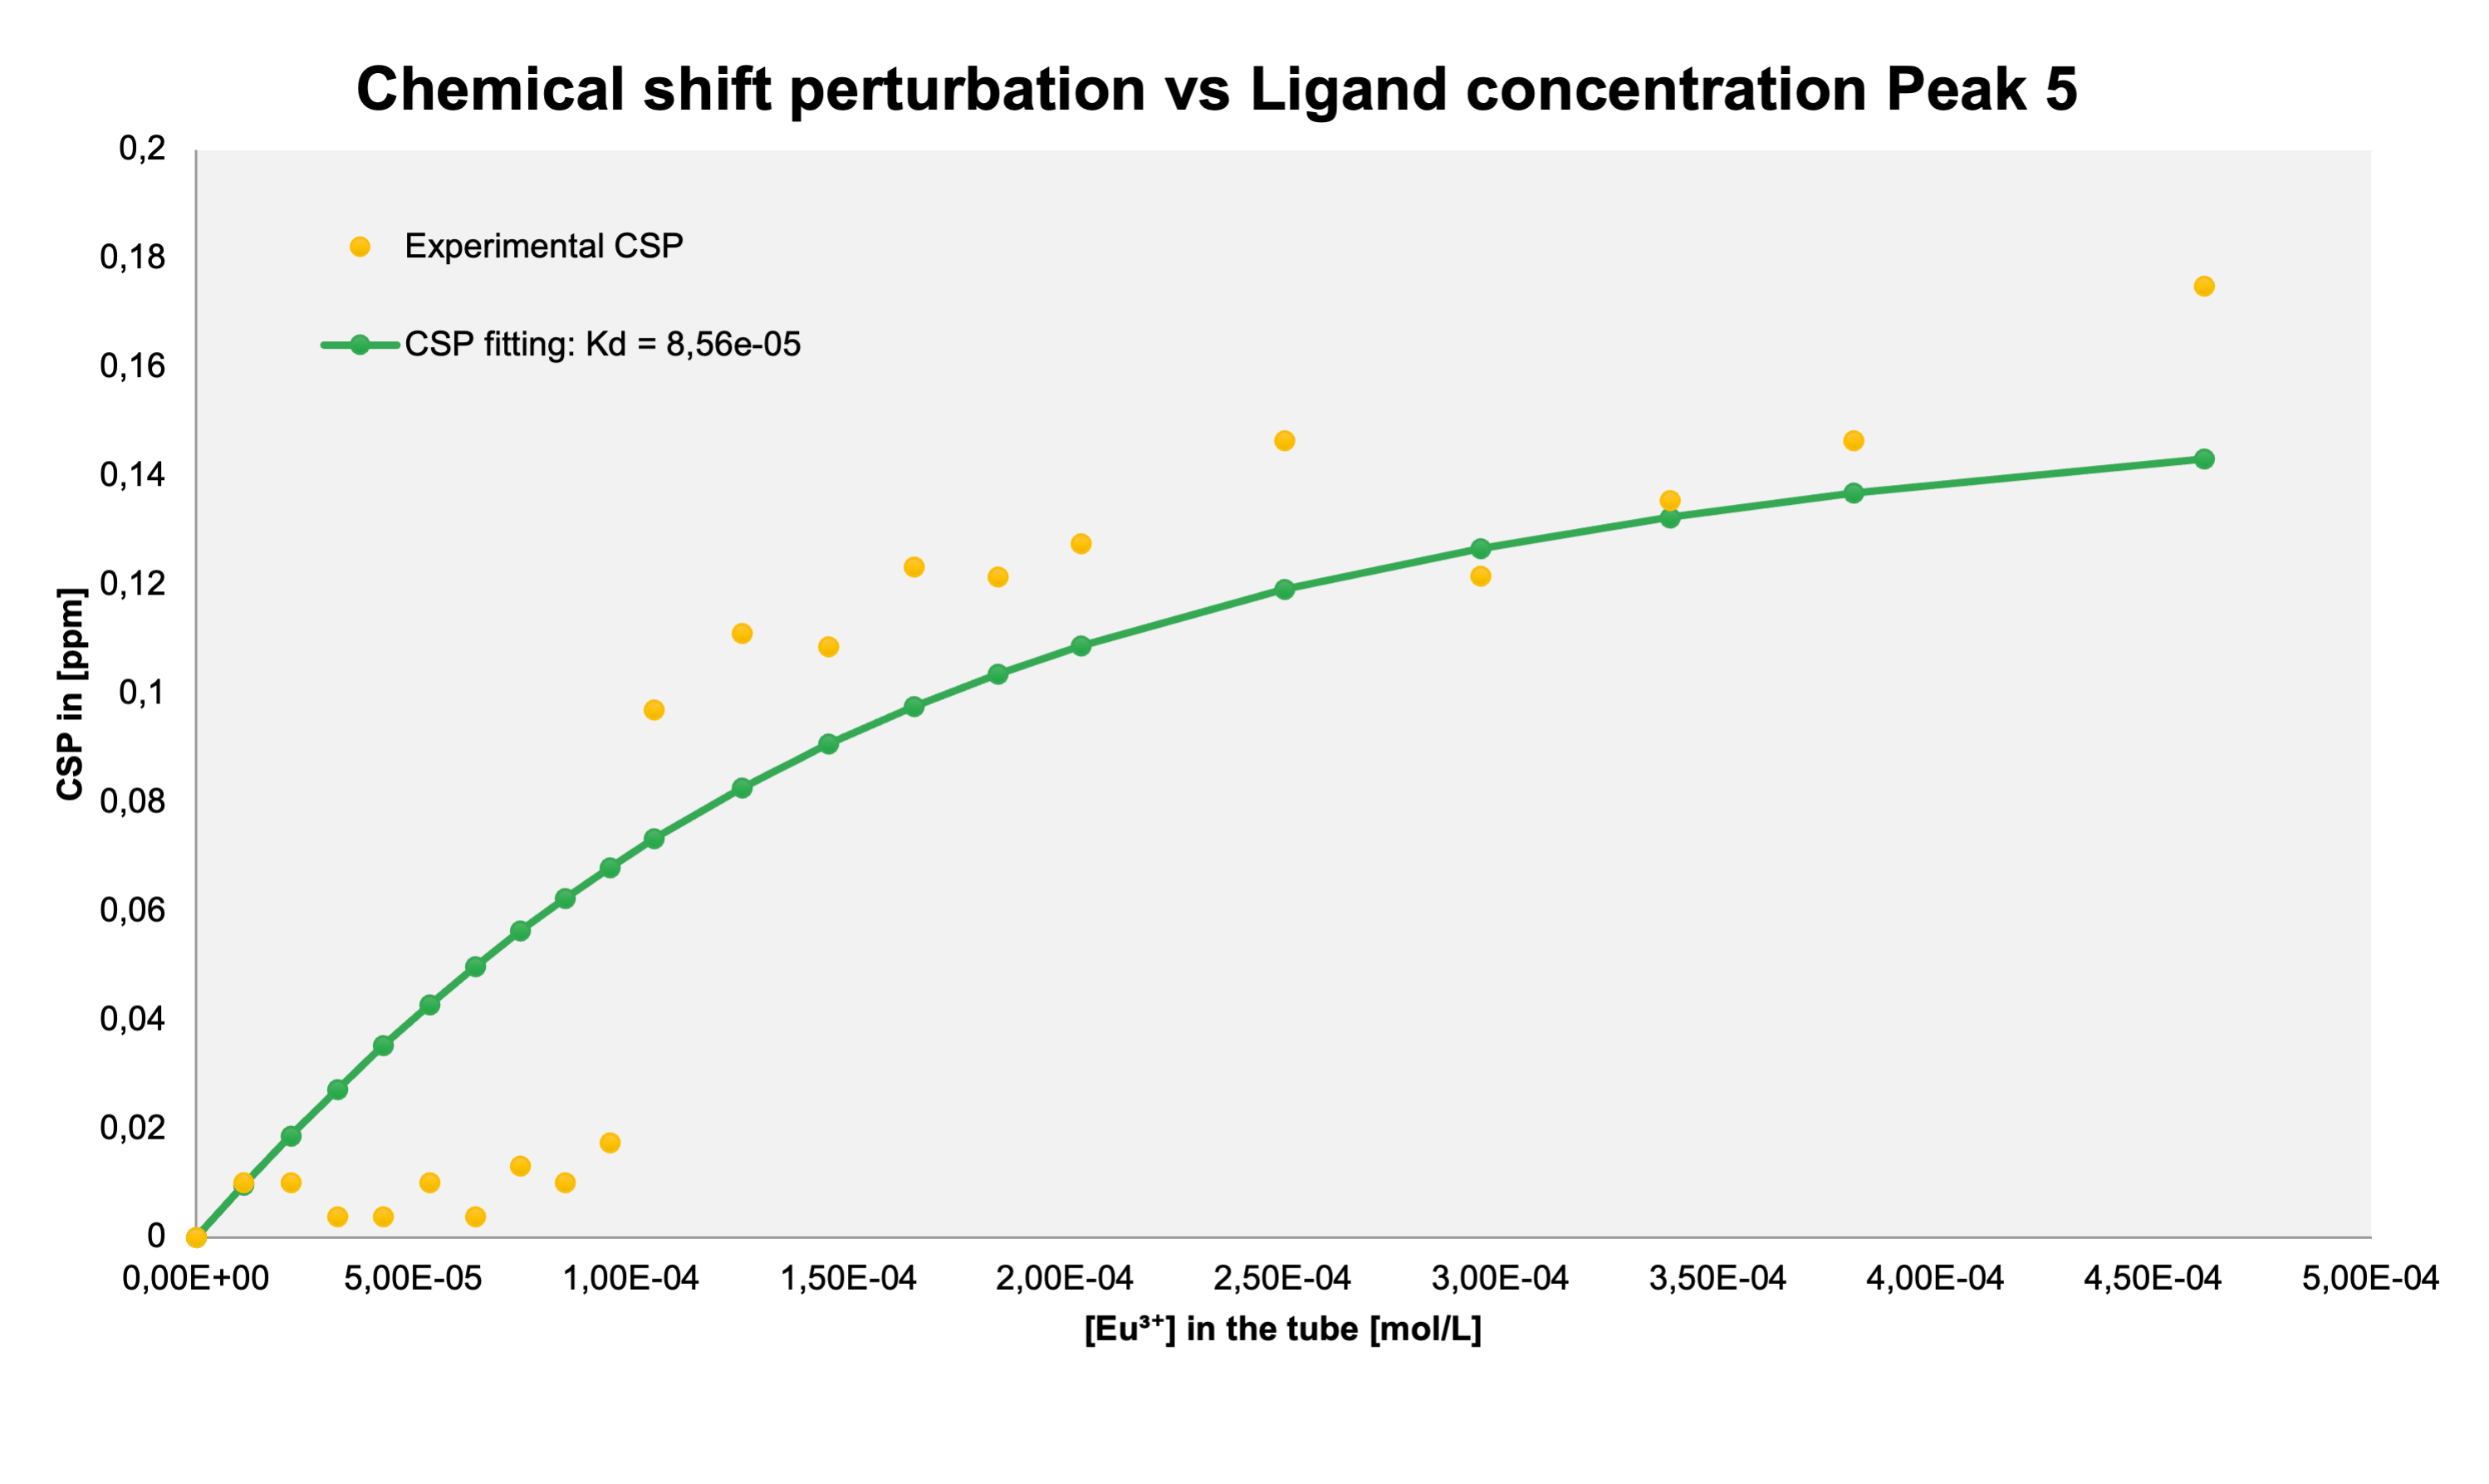 Chemical shift perturbation vs Ligand concentration Peak 5
0,2
0,18
0,16
0,14
0,12
0,1
0,08
0,06
0,04
0,02
0
Experimental CSP
CSP fitting: Kd = 8,56e-05
CSP in [ppm]
0,00E+00 5,00E-05 1,00E-04 1,50E-04 2,00E-04 2,50E-04 3,00E-04 3,50E-04 4,00E-04 4,50E-04 5,00E-04
[Eu³⁺] in the tube [mol/L]